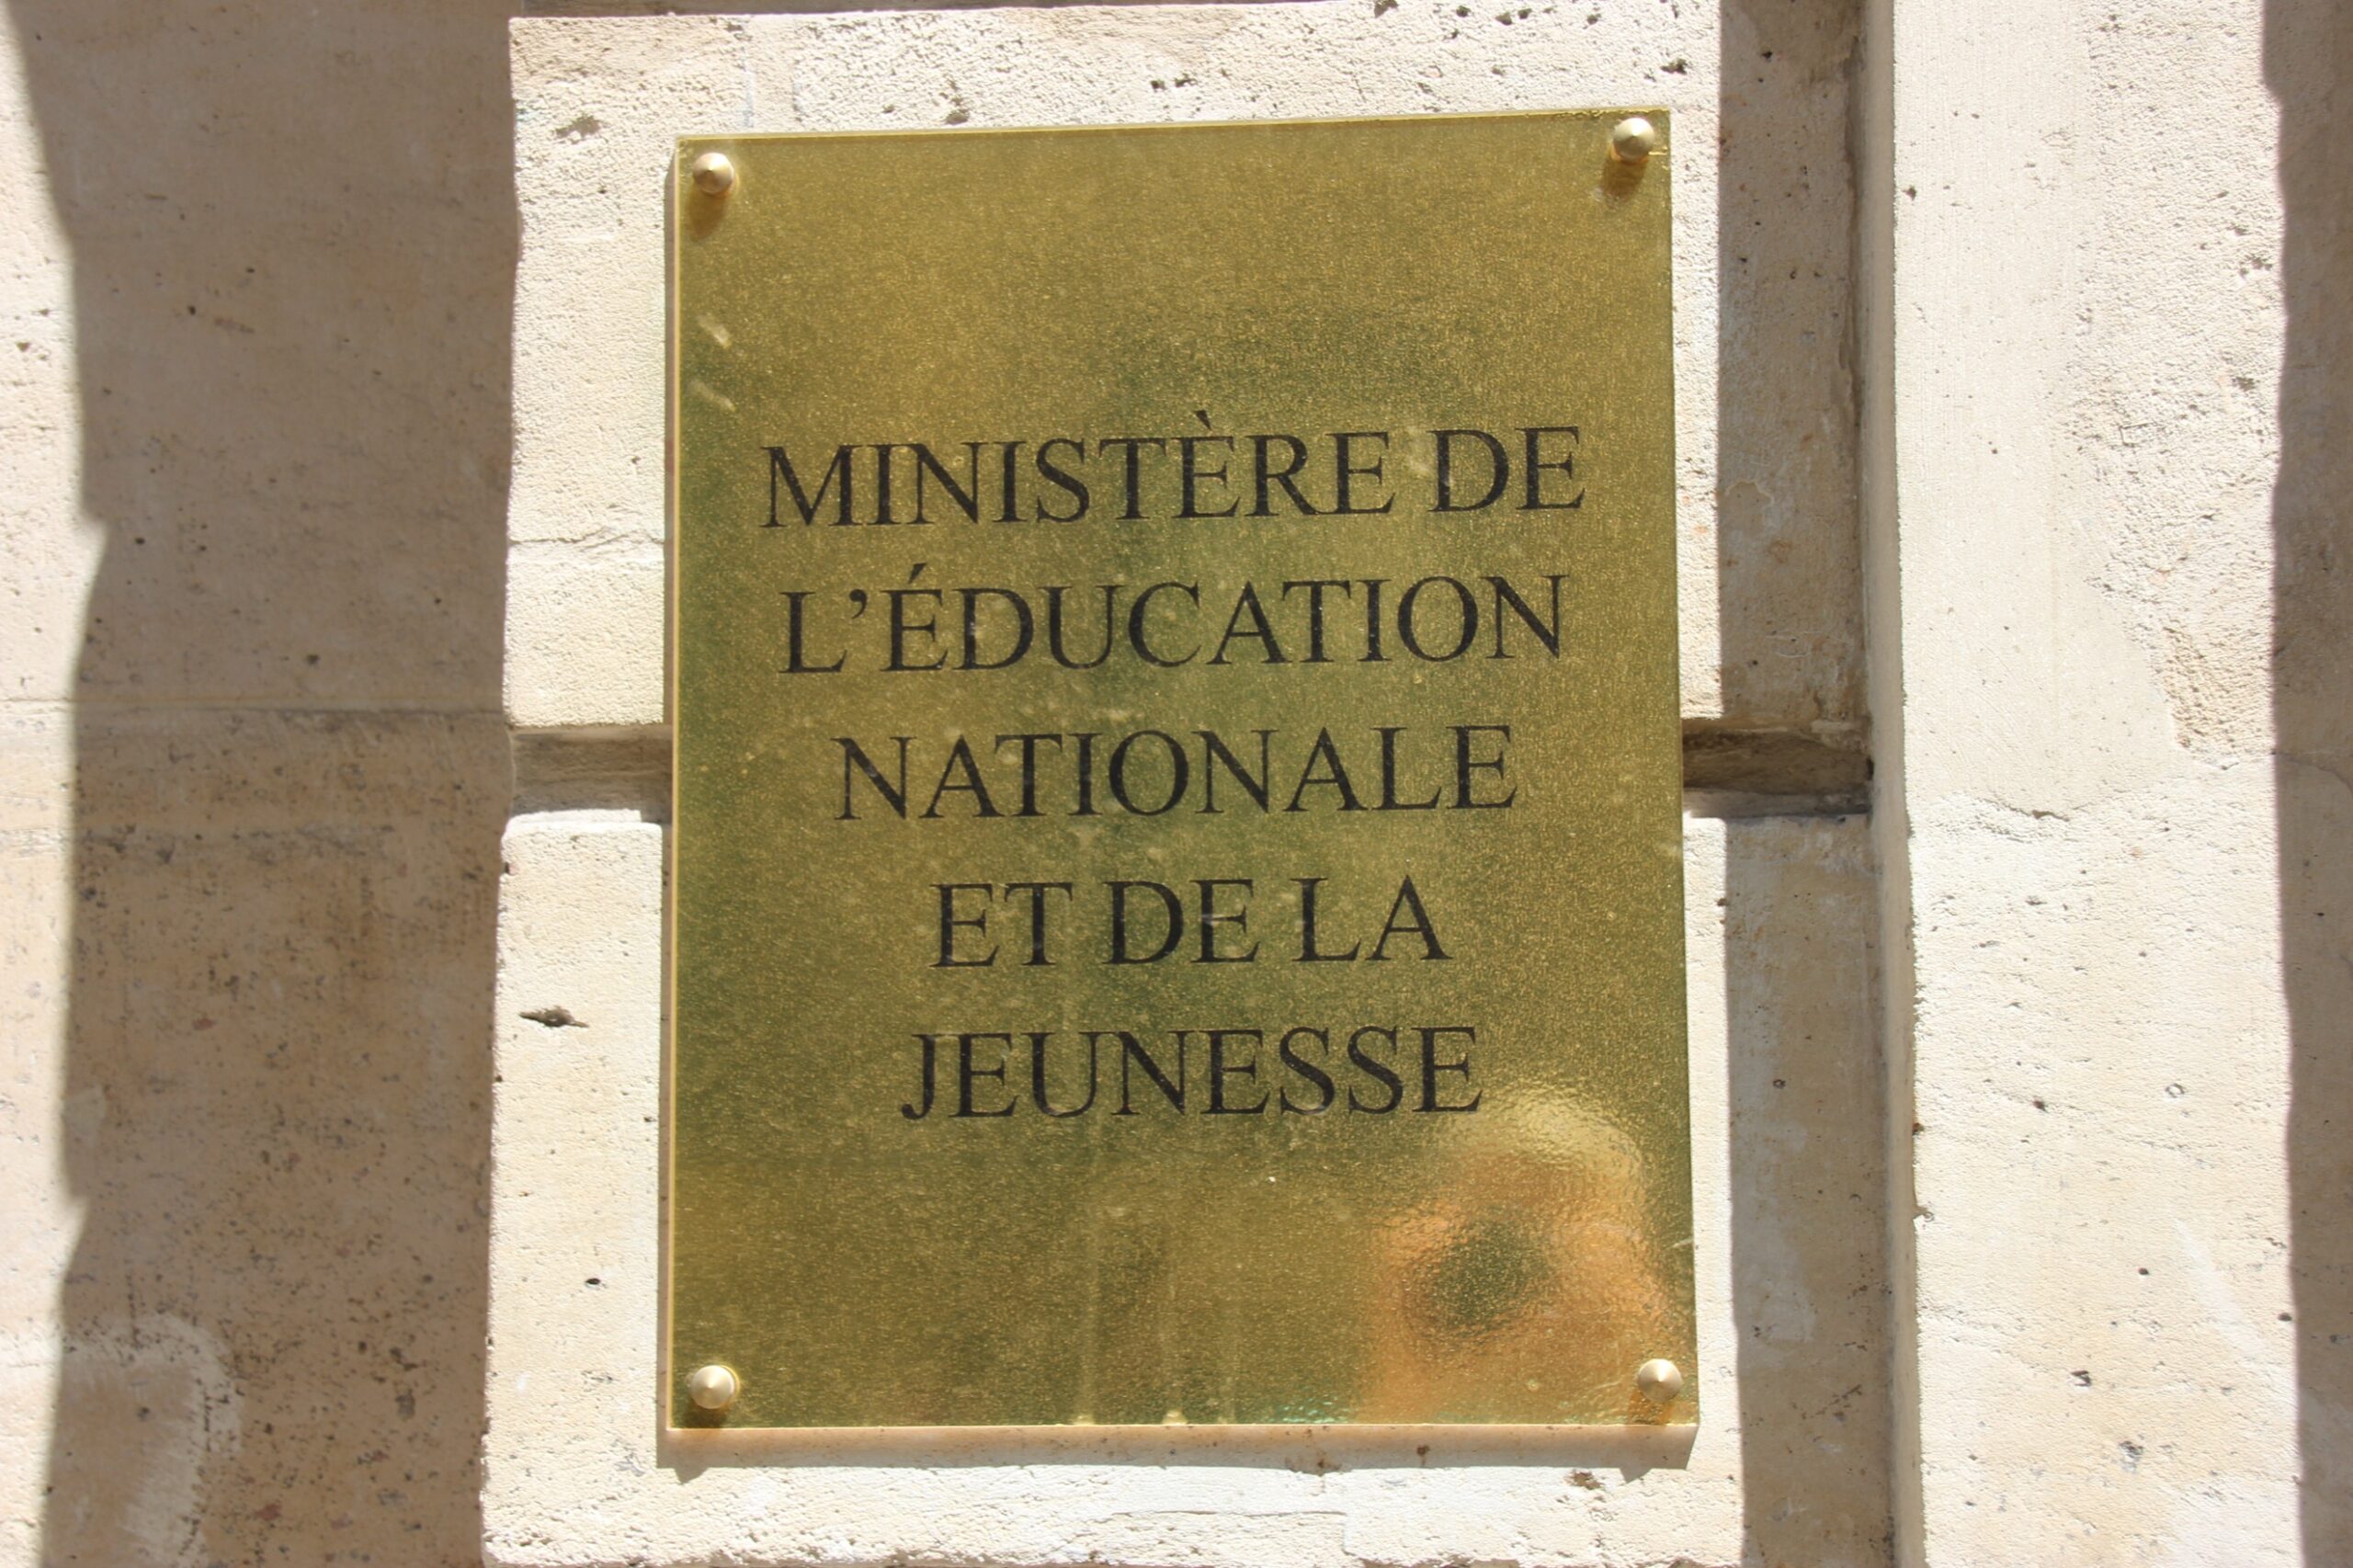 MINISTÈRE DE
L’ÉDUCATION
NATIONALE
ET DE LA
JEUNESSE